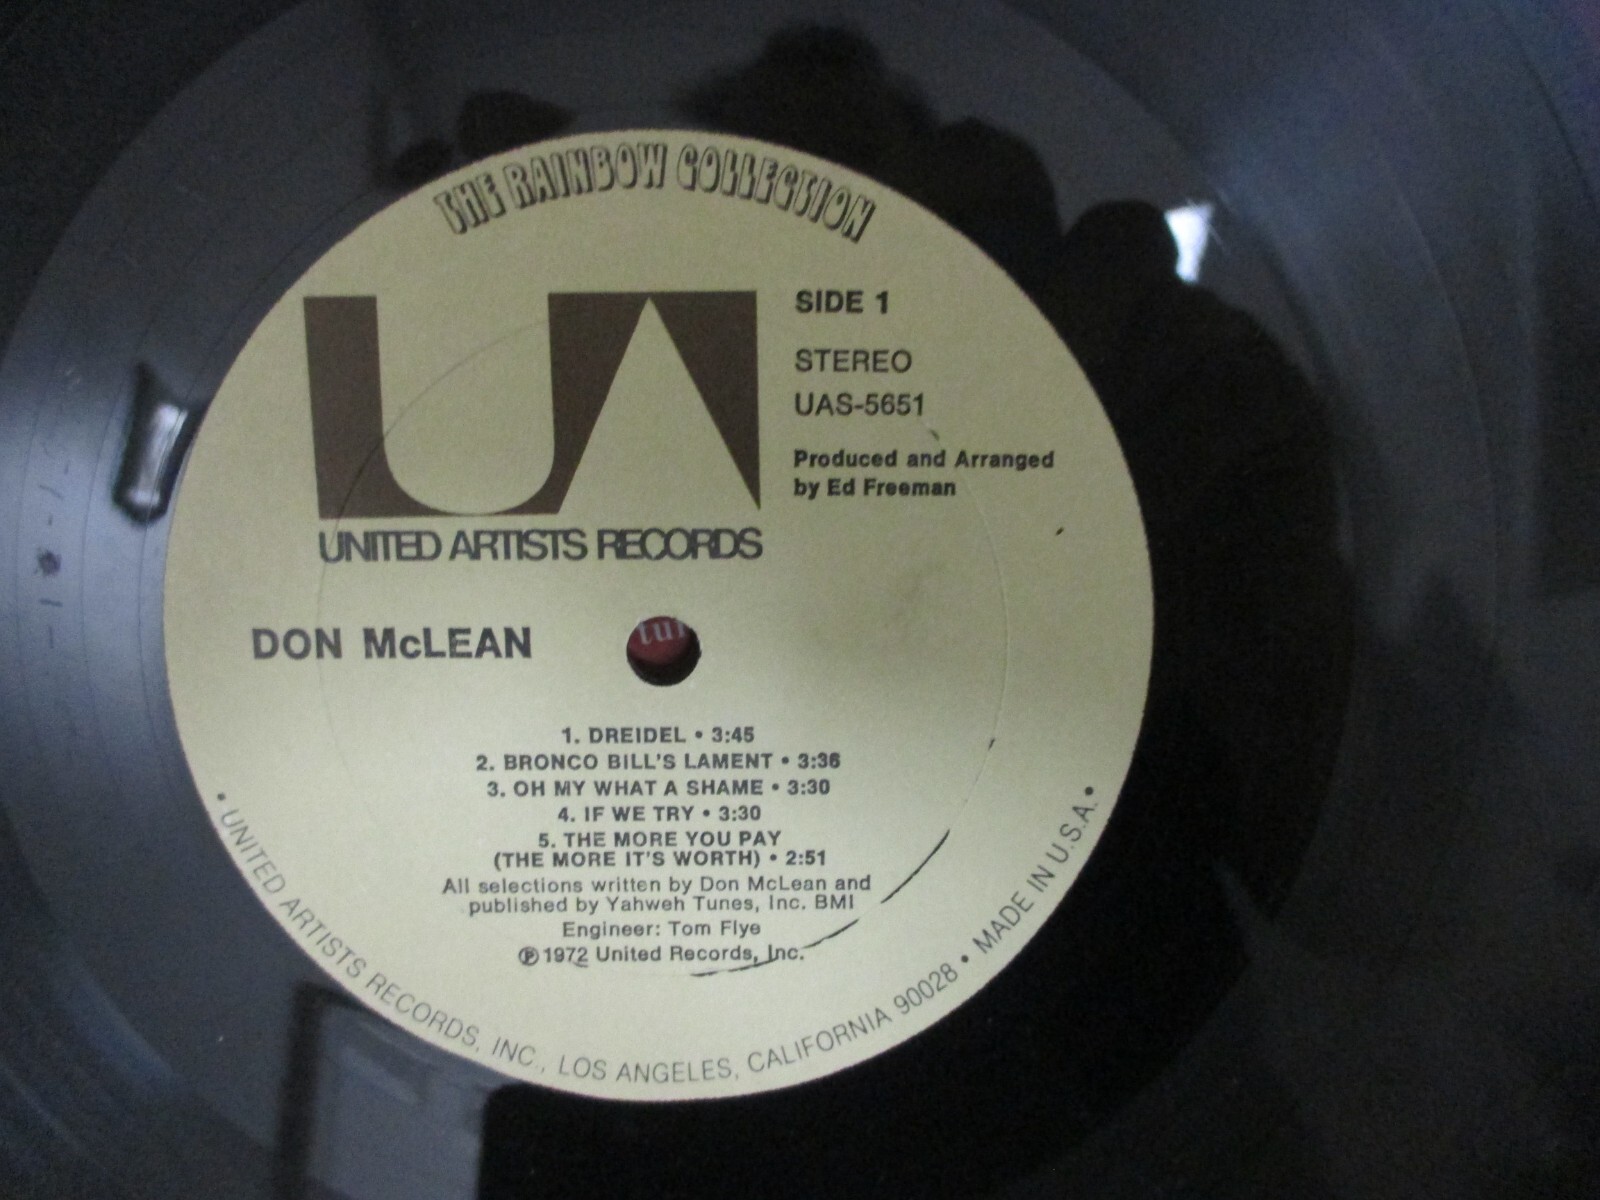 THE RAINBOW COLLECTION
UA
UNITED ARTISTS RECORDS
SIDE 1
STEREO
UAS-5651
Produced and Arranged
by Ed Freeman
DON McLEAN
tur
1. DREIDEL • 3:45
2. BRONCO BILL'S LAMENT • 3:36
3. OH MY WHAT A SHAME • 3:30
4. IF WE TRY • 3:30
5. THE MORE YOU PAY
(THE MORE IT'S WORTH) • 2:51
All selections written by Don McLean and
published by Yahweh Tunes, Inc. BMI
Engineer: Tom Flye
℗1972 United Records, Inc.
• UNITED ARTISTS RECORDS, INC., LOS ANGELES, CALIFORNIA 90028 • MADE IN U.S.A. •